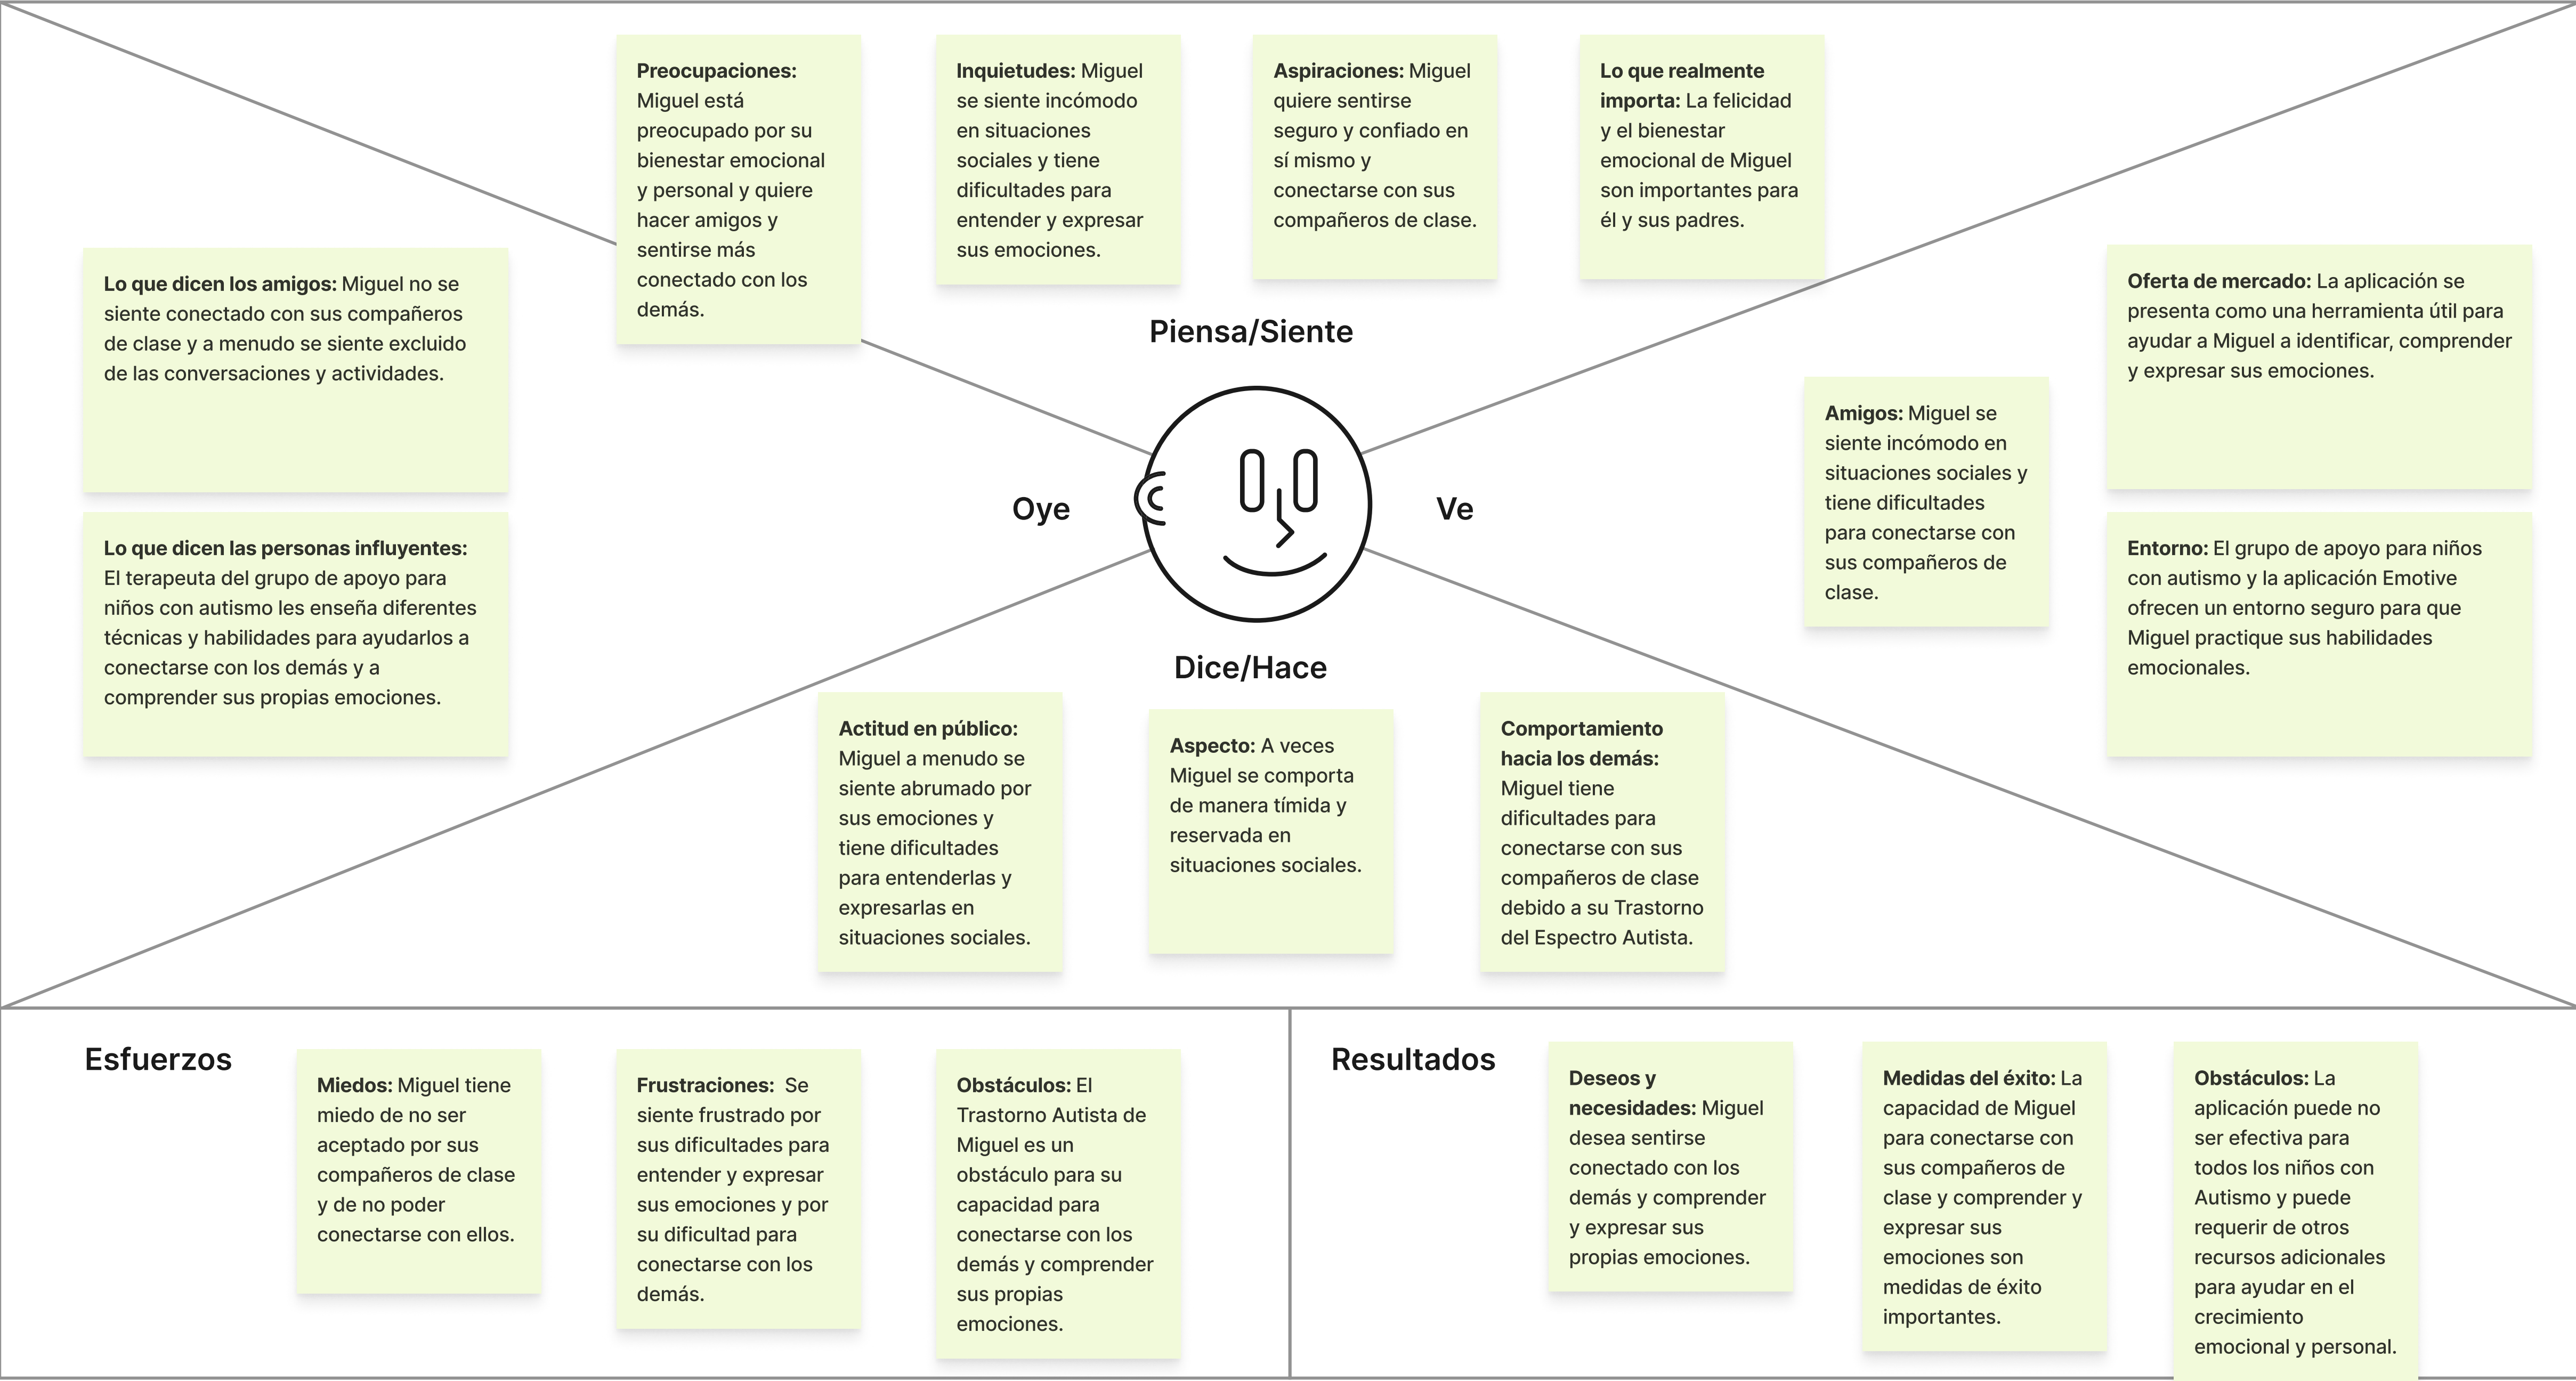 Preocupaciones:
Miguel está
preocupado por su
bienestar emocional
y personal y quiere
hacer amigos y
sentirse más
conectado con los
demás.
Inquietudes: Miguel
se siente incómodo
en situaciones
sociales y tiene
dificultades para
entender y expresar
sus emociones.
Aspiraciones: Miguel
quiere sentirse
seguro y confiado en
sí mismo y
conectarse con sus
compañeros de clase.
Lo que realmente
importa: La felicidad
y el bienestar
emocional de Miguel
son importantes para
él y sus padres.
Piensa/Siente
Lo que dicen los amigos: Miguel no se
siente conectado con sus compañeros
de clase y a menudo se siente excluido
de las conversaciones y actividades.
Lo que dicen las personas influyentes:
El terapeuta del grupo de apoyo para
niños con autismo les enseña diferentes
técnicas y habilidades para ayudarlos a
conectarse con los demás y a
comprender sus propias emociones.
Oye
Ve
Amigos: Miguel se
siente incómodo en
situaciones sociales y
tiene dificultades
para conectarse con
sus compañeros de
clase.
Oferta de mercado: La aplicación se
presenta como una herramienta útil para
ayudar a Miguel a identificar, comprender
y expresar sus emociones.
Entorno: El grupo de apoyo para niños
con autismo y la aplicación Emotive
ofrecen un entorno seguro para que
Miguel practique sus habilidades
emocionales.
Dice/Hace
Actitud en público:
Miguel a menudo se
siente abrumado por
sus emociones y
tiene dificultades
para entenderlas y
expresarlas en
situaciones sociales.
Aspecto: A veces
Miguel se comporta
de manera tímida y
reservada en
situaciones sociales.
Comportamiento
hacia los demás:
Miguel tiene
dificultades para
conectarse con sus
compañeros de clase
debido a su Trastorno
del Espectro Autista.
Esfuerzos
Miedos: Miguel tiene
miedo de no ser
aceptado por sus
compañeros de clase
y de no poder
conectarse con ellos.
Frustraciones: Se
siente frustrado por
sus dificultades para
entender y expresar
sus emociones y por
su dificultad para
conectarse con los
demás.
Obstáculos: El
Trastorno Autista de
Miguel es un
obstáculo para su
capacidad para
conectarse con los
demás y comprender
sus propias
emociones.
Resultados
Deseos y
necesidades: Miguel
desea sentirse
conectado con los
demás y comprender
y expresar sus
propias emociones.
Medidas del éxito: La
capacidad de Miguel
para conectarse con
sus compañeros de
clase y comprender y
expresar sus
emociones son
medidas de éxito
importantes.
Obstáculos: La
aplicación puede no
ser efectiva para
todos los niños con
Autismo y puede
requerir de otros
recursos adicionales
para ayudar en el
crecimiento
emocional y personal.